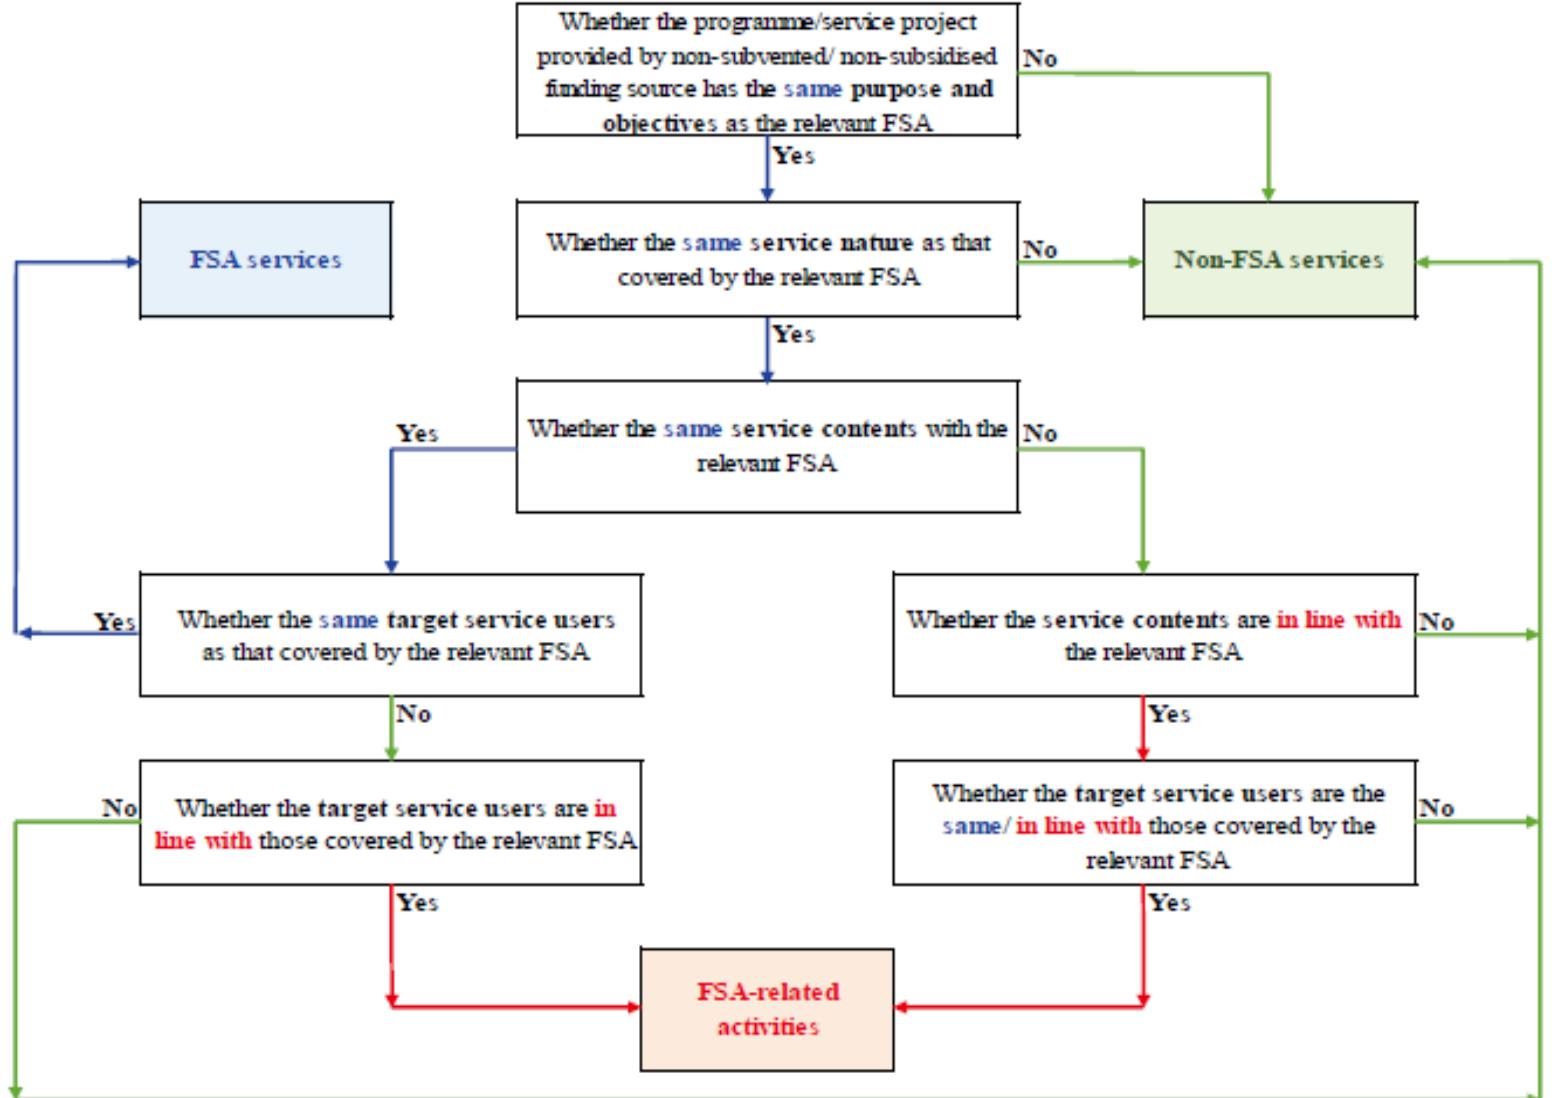 Whether the programme/service project
provided by non-subvented/ non-subsidised
funding source has the same purpose and
objectives as the relevant FSA
No
Yes
FSA services
Whether the same service nature as that
covered by the relevant FSA
No
Non-FSA services
Yes
Yes
Whether the same service contents with the
relevant FSA
No
Yes
Whether the same target service users
as that covered by the relevant FSA
Whether the service contents are in line with
the relevant FSA
No
No
Yes
No
Whether the target service users are in
line with those covered by the relevant FSA
Whether the target service users are the
same/ in line with those covered by the
relevant FSA
No
Yes
Yes
FSA-related
activities